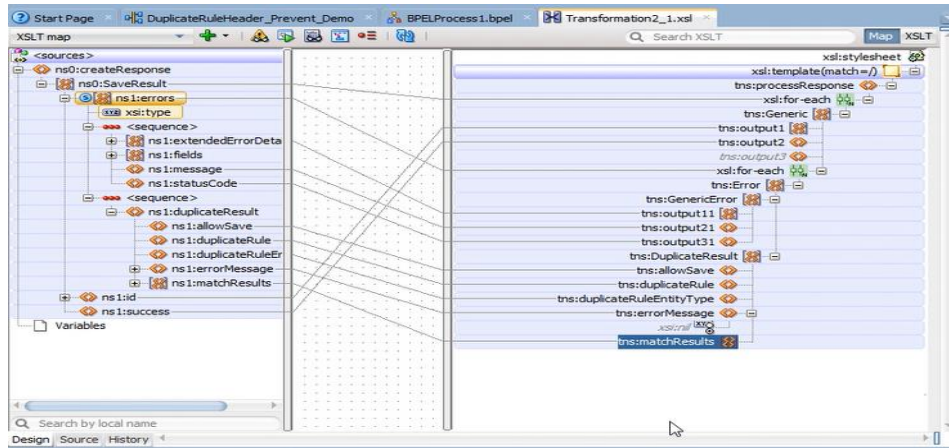 Start Page
DuplicateRuleHeader_Prevent_Demo
BPELProcess1.bpel
Transformation2_1.xsl
XSLT map
Search XSLT
Map
XSLT
<sources>
ns0:createResponse
ns0:SaveResult
ns1:errors
xsi:type
<sequence>
ns1:extendedErrorDeta
ns1:fields
ns1:message
ns1:statusCode
<sequence>
ns1:duplicateResult
ns1:allowSave
ns1:duplicateRule
ns1:duplicateRuleEr
ns1:errorMessage
ns1:matchResults
ns1:id
ns1:success
Variables
xsl:stylesheet
xsl:template(match=/)
tns:processResponse
xsl:for-each
tns:Generic
tns:output1
tns:output2
tns:output3
xsl:for-each
tns:Error
tns:GenericError
tns:output11
tns:output21
tns:output31
tns:DuplicateResult
tns:allowSave
tns:duplicateRule
tns:duplicateRuleEntityType
tns:errorMessage
xsi:nil
tns:matchResults
Search by local name
Design
Source
History